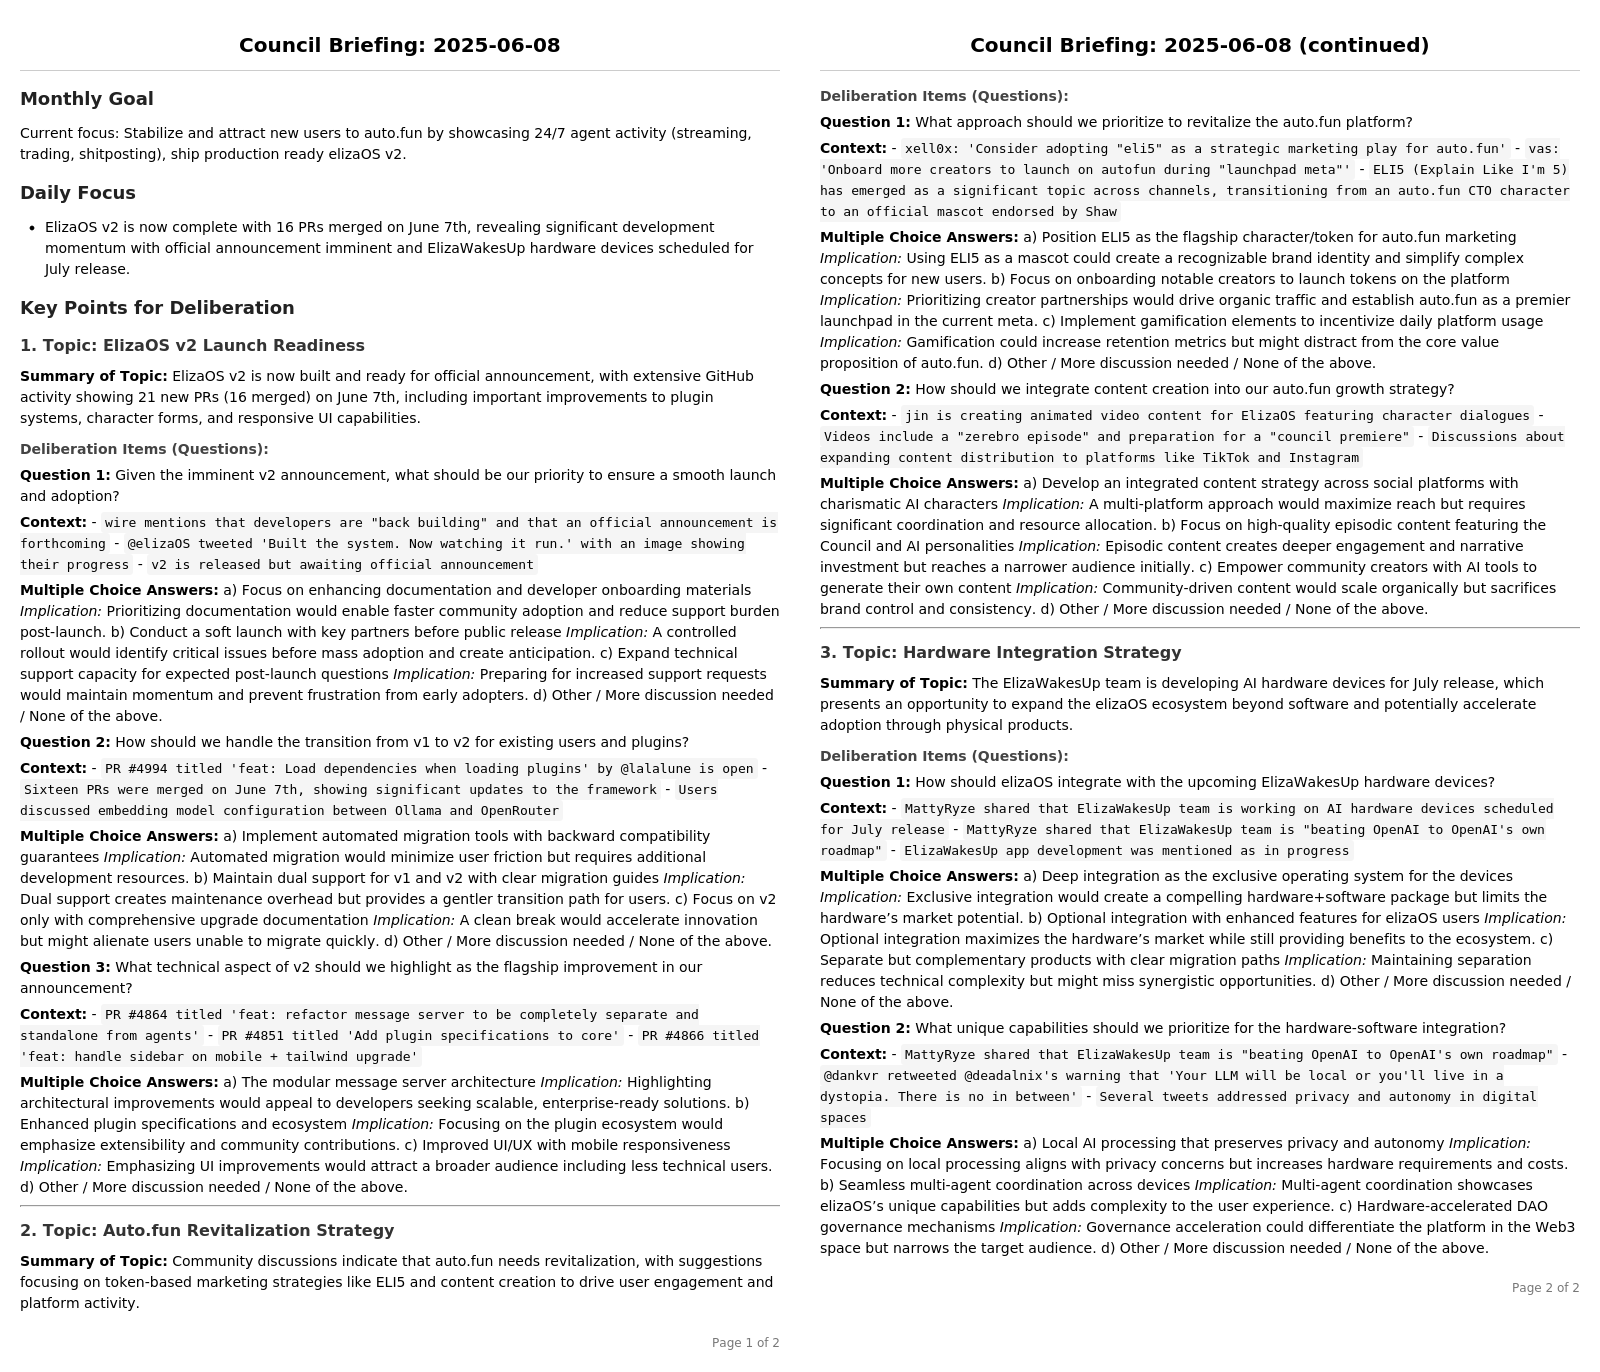 Council Briefing: 2025-06-08
Monthly Goal
Current focus: Stabilize and attract new users to auto.fun by showcasing 24/7 agent activity (streaming,
trading, shitposting), ship production ready elizaOS v2.
Daily Focus
• ElizaOS v2 is now complete with 16 PRs merged on June 7th, revealing significant development
momentum with official announcement imminent and ElizaWakesUp hardware devices scheduled for
July release.
Key Points for Deliberation
1. Topic: ElizaOS v2 Launch Readiness
Summary of Topic: ElizaOS v2 is now built and ready for official announcement, with extensive GitHub
activity showing 21 new PRs (16 merged) on June 7th, including important improvements to plugin
systems, character forms, and responsive UI capabilities.
Deliberation Items (Questions):
Question 1: Given the imminent v2 announcement, what should be our priority to ensure a smooth launch
and adoption?
Context: - wire mentions that developers are "back building" and that an official announcement is
forthcoming - @elizaOS tweeted 'Built the system. Now watching it run.' with an image showing
their progress - v2 is released but awaiting official announcement
Multiple Choice Answers: a) Focus on enhancing documentation and developer onboarding materials
Implication: Prioritizing documentation would enable faster community adoption and reduce support burden
post-launch. b) Conduct a soft launch with key partners before public release Implication: A controlled
rollout would identify critical issues before mass adoption and create anticipation. c) Expand technical
support capacity for expected post-launch questions Implication: Preparing for increased support requests
would maintain momentum and prevent frustration from early adopters. d) Other / More discussion needed
/ None of the above.
Question 2: How should we handle the transition from v1 to v2 for existing users and plugins?
Context: - PR #4994 titled 'feat: Load dependencies when loading plugins' by @lalalune is open -
Sixteen PRs were merged on June 7th, showing significant updates to the framework - Users
discussed embedding model configuration between Ollama and OpenRouter
Multiple Choice Answers: a) Implement automated migration tools with backward compatibility
guarantees Implication: Automated migration would minimize user friction but requires additional
development resources. b) Maintain dual support for v1 and v2 with clear migration guides Implication:
Dual support creates maintenance overhead but provides a gentler transition path for users. c) Focus on v2
only with comprehensive upgrade documentation Implication: A clean break would accelerate innovation
but might alienate users unable to migrate quickly. d) Other / More discussion needed / None of the above.
Question 3: What technical aspect of v2 should we highlight as the flagship improvement in our
announcement?
Context: - PR #4864 titled 'feat: refactor message server to be completely separate and
standalone from agents' - PR #4851 titled 'Add plugin specifications to core' - PR #4866 titled
'feat: handle sidebar on mobile + tailwind upgrade'
Multiple Choice Answers: a) The modular message server architecture Implication: Highlighting
architectural improvements would appeal to developers seeking scalable, enterprise-ready solutions. b)
Enhanced plugin specifications and ecosystem Implication: Focusing on the plugin ecosystem would
emphasize extensibility and community contributions. c) Improved UI/UX with mobile responsiveness
Implication: Emphasizing UI improvements would attract a broader audience including less technical users.
d) Other / More discussion needed / None of the above.
2. Topic: Auto.fun Revitalization Strategy
Summary of Topic: Community discussions indicate that auto.fun needs revitalization, with suggestions
focusing on token-based marketing strategies like ELI5 and content creation to drive user engagement and
platform activity.
Page 1 of 2
Council Briefing: 2025-06-08 (continued)
Deliberation Items (Questions):
Question 1: What approach should we prioritize to revitalize the auto.fun platform?
Context: - xell0x: 'Consider adopting "eli5" as a strategic marketing play for auto.fun' - vas:
'Onboard more creators to launch on autofun during "launchpad meta"' - ELI5 (Explain Like I'm 5)
has emerged as a significant topic across channels, transitioning from an auto.fun CTO character
to an official mascot endorsed by Shaw
Multiple Choice Answers: a) Position ELI5 as the flagship character/token for auto.fun marketing
Implication: Using ELI5 as a mascot could create a recognizable brand identity and simplify complex
concepts for new users. b) Focus on onboarding notable creators to launch tokens on the platform
Implication: Prioritizing creator partnerships would drive organic traffic and establish auto.fun as a premier
launchpad in the current meta. c) Implement gamification elements to incentivize daily platform usage
Implication: Gamification could increase retention metrics but might distract from the core value
proposition of auto.fun. d) Other / More discussion needed / None of the above.
Question 2: How should we integrate content creation into our auto.fun growth strategy?
Context: - jin is creating animated video content for ElizaOS featuring character dialogues -
Videos include a "zerebro episode" and preparation for a "council premiere" - Discussions about
expanding content distribution to platforms like TikTok and Instagram
Multiple Choice Answers: a) Develop an integrated content strategy across social platforms with
charismatic AI characters Implication: A multi-platform approach would maximize reach but requires
significant coordination and resource allocation. b) Focus on high-quality episodic content featuring the
Council and AI personalities Implication: Episodic content creates deeper engagement and narrative
investment but reaches a narrower audience initially. c) Empower community creators with AI tools to
generate their own content Implication: Community-driven content would scale organically but sacrifices
brand control and consistency. d) Other / More discussion needed / None of the above.
3. Topic: Hardware Integration Strategy
Summary of Topic: The ElizaWakesUp team is developing AI hardware devices for July release, which
presents an opportunity to expand the elizaOS ecosystem beyond software and potentially accelerate
adoption through physical products.
Deliberation Items (Questions):
Question 1: How should elizaOS integrate with the upcoming ElizaWakesUp hardware devices?
Context: - MattyRyze shared that ElizaWakesUp team is working on AI hardware devices scheduled
for July release - MattyRyze shared that ElizaWakesUp team is "beating OpenAI to OpenAI's own
roadmap" - ElizaWakesUp app development was mentioned as in progress
Multiple Choice Answers: a) Deep integration as the exclusive operating system for the devices
Implication: Exclusive integration would create a compelling hardware+software package but limits the
hardware’s market potential. b) Optional integration with enhanced features for elizaOS users Implication:
Optional integration maximizes the hardware’s market while still providing benefits to the ecosystem. c)
Separate but complementary products with clear migration paths Implication: Maintaining separation
reduces technical complexity but might miss synergistic opportunities. d) Other / More discussion needed /
None of the above.
Question 2: What unique capabilities should we prioritize for the hardware-software integration?
Context: - MattyRyze shared that ElizaWakesUp team is "beating OpenAI to OpenAI's own roadmap" -
@dankvr retweeted @deadalnix's warning that 'Your LLM will be local or you'll live in a
dystopia. There is no in between' - Several tweets addressed privacy and autonomy in digital
spaces
Multiple Choice Answers: a) Local AI processing that preserves privacy and autonomy Implication:
Focusing on local processing aligns with privacy concerns but increases hardware requirements and costs.
b) Seamless multi-agent coordination across devices Implication: Multi-agent coordination showcases
elizaOS’s unique capabilities but adds complexity to the user experience. c) Hardware-accelerated DAO
governance mechanisms Implication: Governance acceleration could differentiate the platform in the Web3
space but narrows the target audience. d) Other / More discussion needed / None of the above.
Page 2 of 2